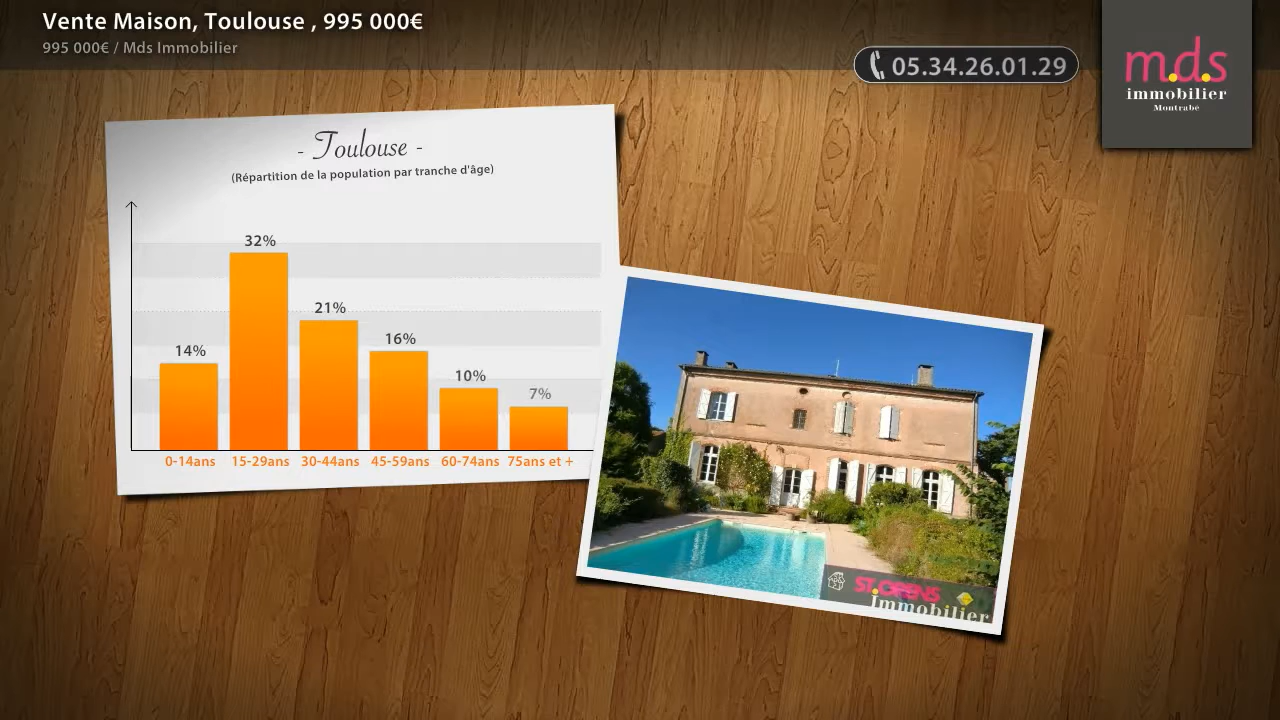 Vente Maison, Toulouse , 995 000€
995 000€ / Mds Immobilier
05.34.26.01.29
m.d.s
immobilier
Montrabé
- Toulouse -
(Répartition de la population par tranche d'âge)
32%
21%
16%
14%
10%
7%
0-14ans 15-29ans 30-44ans 45-59ans 60-74ans 75ans et +
ST.ORENS
Immobilier